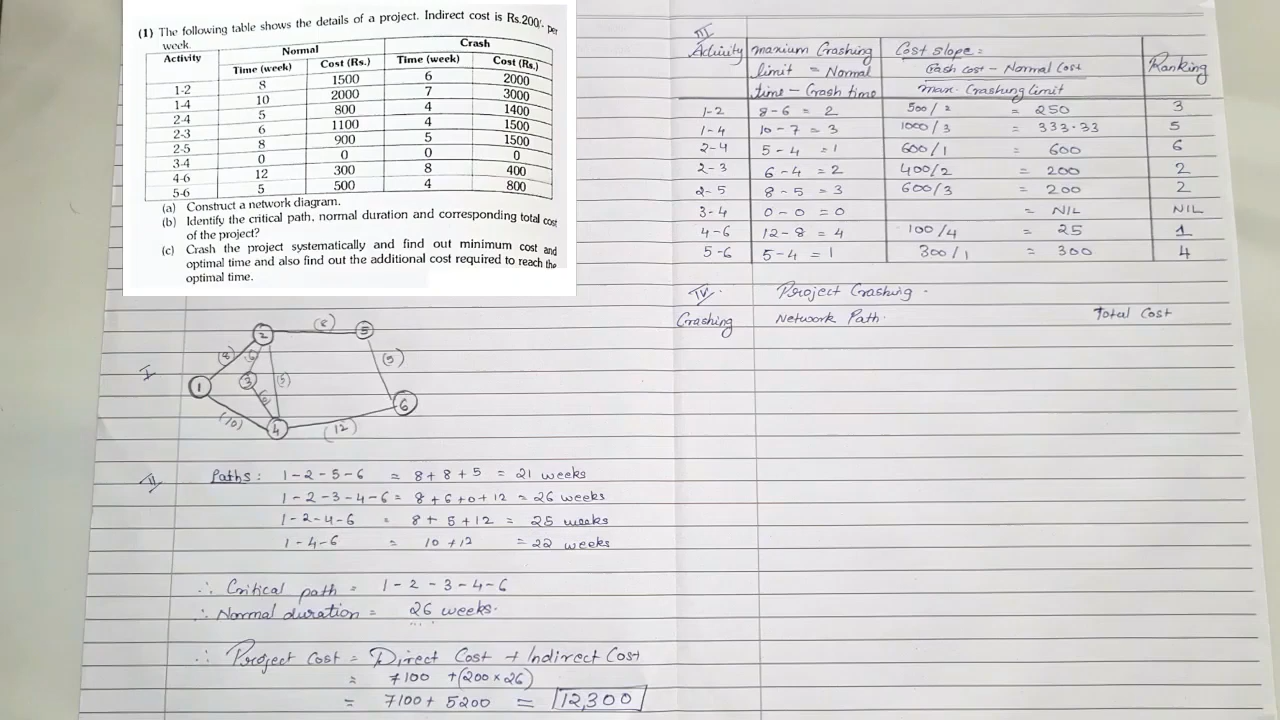 (1) The following table shows the details of a project. Indirect cost is Rs.200/. per
week.
Activity Normal Crash
Time (week) Cost (Rs.) Time (week) Cost (Rs.)
1-2 8 1500 6 2000
1-4 10 2000 7 3000
2-4 5 800 4 1400
2-3 6 1100 4 1500
2-5 8 900 5 1500
3-4 0 0 0 0
4-6 12 300 8 400
5-6 5 500 4 800
(a) Construct a network diagram.
(b) Identify the critical path, normal duration and corresponding total cost
of the project?
(c) Crash the project systematically and find out minimum cost and
optimal time and also find out the additional cost required to reach the
optimal time.
I
1 2 3 4 5 6
(8) (8) (6) (5) (5) (0) (10) (12)
II Paths: 1-2-5-6 = 8+8+5 = 21 weeks
1-2-3-4-6 = 8+6+0+12 = 26 weeks
1-2-4-6 = 8+5+12 = 25 weeks
1-4-6 = 10+12 = 22 weeks
∴ Critical path = 1-2-3-4-6
∴ Normal duration = 26 weeks.
∴ Project Cost = Direct Cost + Indirect Cost
= 7100 + (200×26)
= 7100 + 5200 = 12,300
III
Activity maxium Crashing Cost slope = Ranking
limit = Normal Cash cost - Normal Cost
time - Crash time max. Crashing limit
1-2 8-6 = 2 500/2 = 250 3
1-4 10-7 = 3 1000/3 = 333.33 5
2-4 5-4 = 1 600/1 = 600 6
2-3 6-4 = 2 400/2 = 200 2
2-5 8-5 = 3 600/3 = 200 2
3-4 0-0 = 0 = NIL NIL
4-6 12-8 = 4 100/4 = 25 1
5-6 5-4 = 1 300/1 = 300 4
IV. Project Crashing.
Crashing Network Path. Total Cost